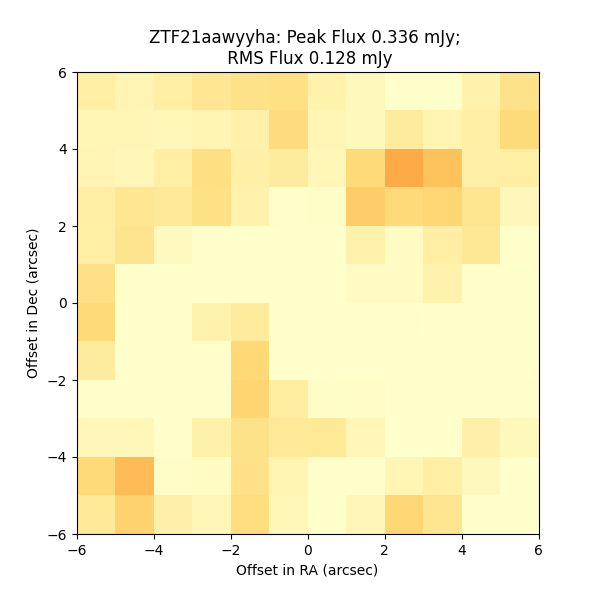 ZTF21aawyyha: Peak Flux 0.336 mJy;
RMS Flux 0.128 mJy
6
4
2
0
−2
−4
−6
Offset in Dec (arcsec)
−6 −4 −2 0 2 4 6
Offset in RA (arcsec)